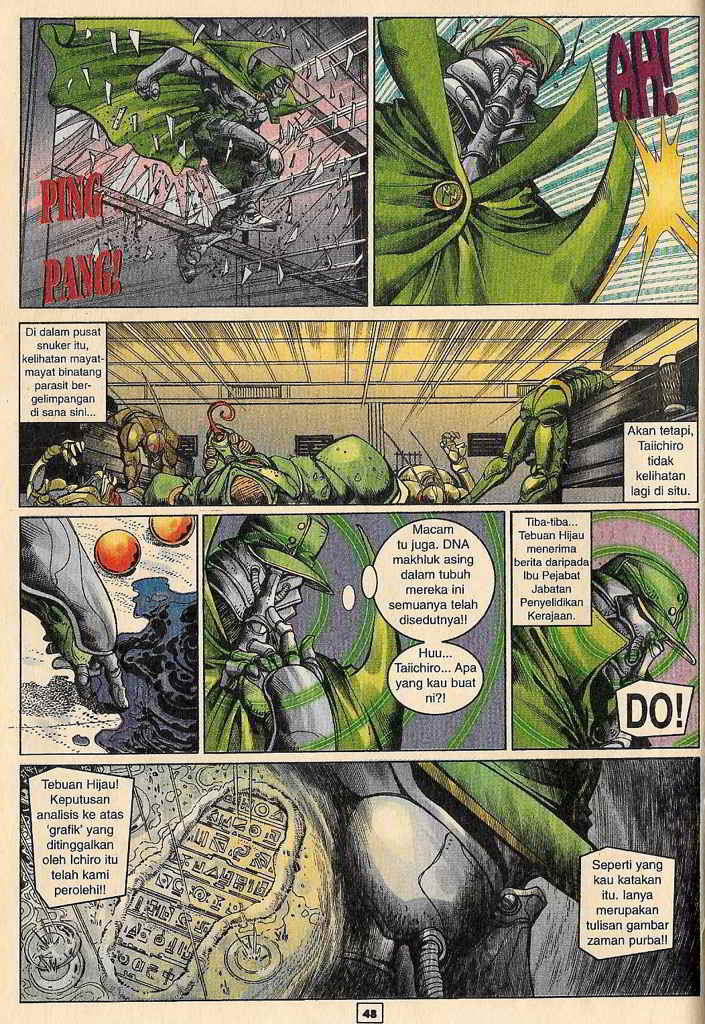 PING
PANG!
AH!
Di dalam pusat
snuker itu,
kelihatan mayat-
mayat binatang
parasit ber-
gelimpangan
di sana sini...
Akan tetapi,
Taiichiro
tidak
kelihatan
lagi di situ.
Macam
tu juga. DNA
makhluk asing
dalam tubuh
mereka ini
semuanya telah
disedutnya!!
Huu...
Taiichiro... Apa
yang kau buat
ni?!
Tiba-tiba...
Tebuan Hijau
menerima
berita daripada
Ibu Pejabat
Jabatan
Penyelidikan
Kerajaan.
DO!
Tebuan Hijau!
Keputusan
analisis ke atas
'grafik' yang
ditinggalkan
oleh Ichiro itu
telah kami
perolehi!!
Seperti yang
kau katakan
itu. Ianya
merupakan
tulisan gambar
zaman purba!!
48